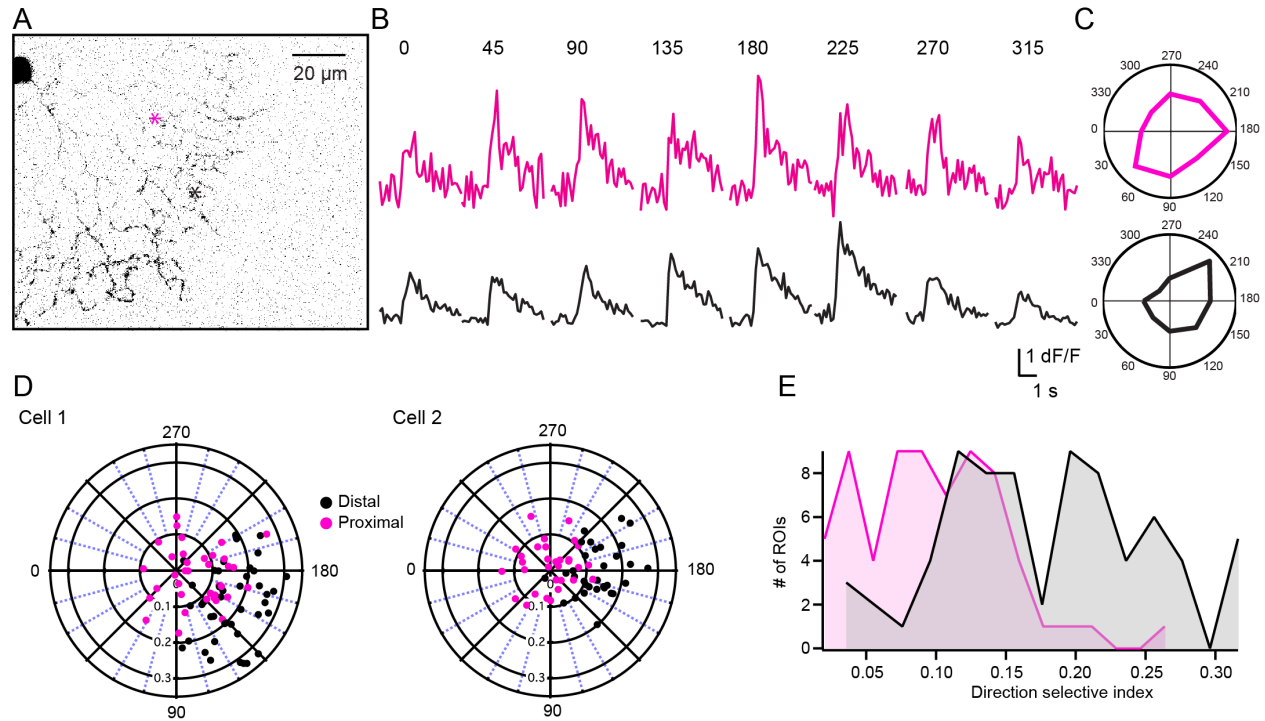 A
20 µm
*
*
B
0 45 90 135 180 225 270 315
1 dF/F
1 s
C
270
300 240
330 210
0 180
30 150
60 120
90
270
300 240
330 210
0 180
30 150
60 120
90
D
Cell 1
270
0 180
0
0.1
0.2
0.3
90
Distal
Proximal
Cell 2
270
0 180
0
0.1
0.2
0.3
90
E
# of ROIs
8
6
4
2
0
0.05 0.10 0.15 0.20 0.25 0.30
Direction selective index